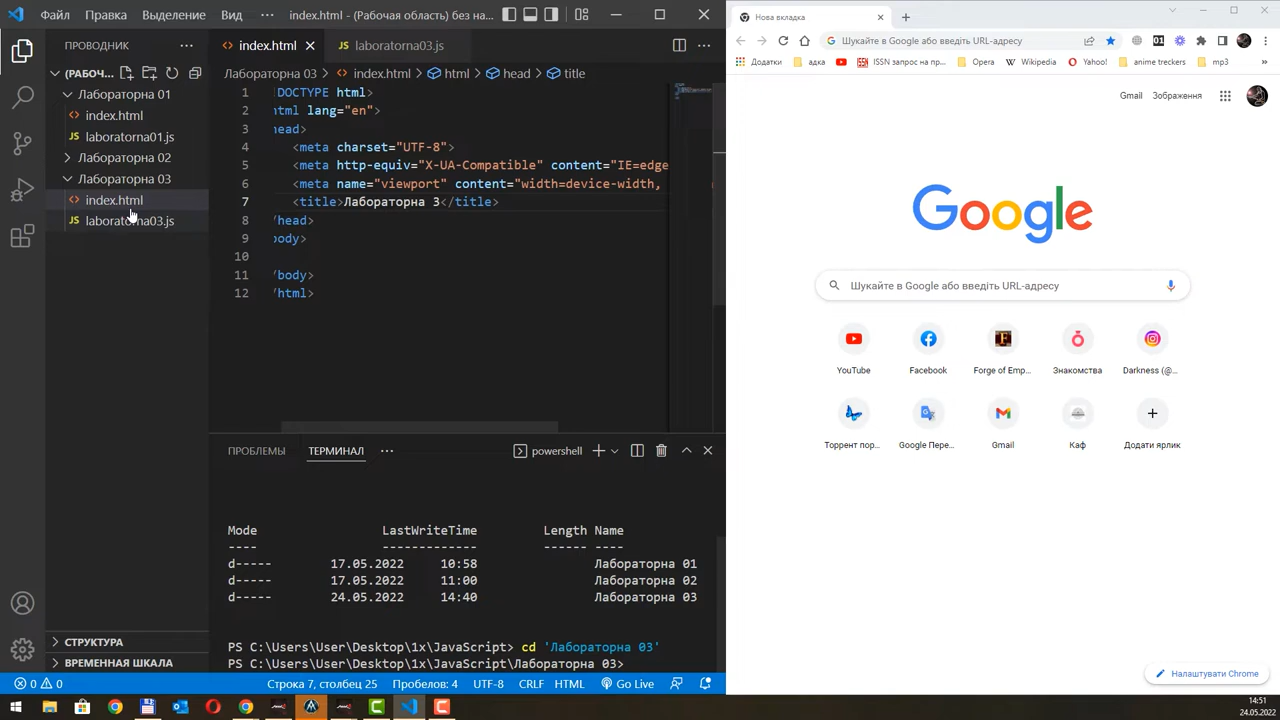 Файл Правка Выделение Вид ··· index.html - (Рабочая область) без на...
ПРОВОДНИК ···
(РАБОЧ...
Лабораторна 01
index.html
JS laboratorna01.js
Лабораторна 02
Лабораторна 03
index.html
JS laboratorna03.js
СТРУКТУРА
ВРЕМЕННАЯ ШКАЛА
index.html JS laboratorna03.js
Лабораторна 03 > index.html > html > head > title
1 DOCTYPE html>
2 html lang="en">
3 head>
4 <meta charset="UTF-8">
5 <meta http-equiv="X-UA-Compatible" content="IE=edge
6 <meta name="viewport" content="width=device-width,
7 <title>Лабораторна 3</title>
8 /head>
9 body>
10
11 /body>
12 /html>
ПРОБЛЕМЫ ТЕРМИНАЛ ··· powershell
Mode LastWriteTime Length Name
---- ------------- ------ ----
d----- 17.05.2022 10:58 Лабораторна 01
d----- 17.05.2022 11:00 Лабораторна 02
d----- 24.05.2022 14:40 Лабораторна 03
PS C:\Users\User\Desktop\1x\JavaScript> cd 'Лабораторна 03'
PS C:\Users\User\Desktop\1x\JavaScript\Лабораторна 03>
0 0 Строка 7, столбец 25 Пробелов: 4 UTF-8 CRLF HTML Go Live
Нова вкладка
Шукайте в Google або введіть URL-адресу
Додатки адка ISSN запрос на пр... Opera Wikipedia Yahoo! anime treckers mp3 »
Gmail Зображення
Google
Шукайте в Google або введіть URL-адресу
YouTube Facebook Forge of Emp... Знакомства Darkness (@...
Торрент пор... Google Пере... Gmail Каф Додати ярлик
Налаштувати Chrome
14:51
24.05.2022